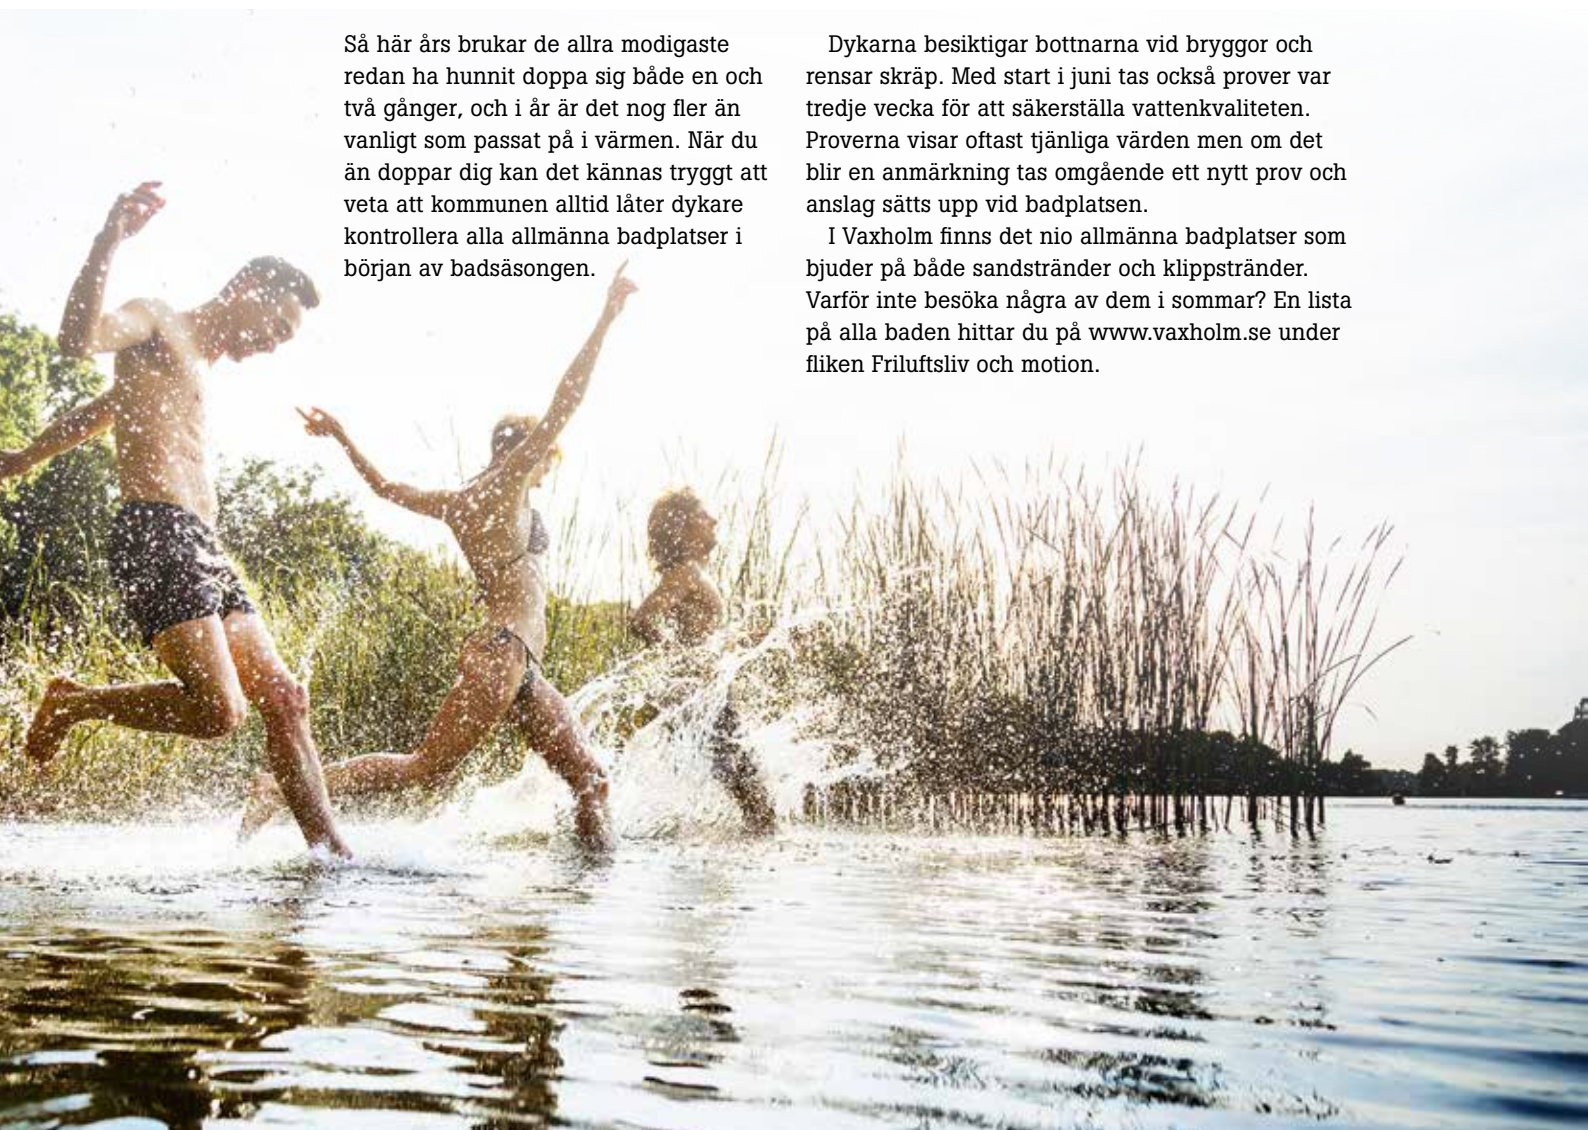 Så här års brukar de allra modigaste
redan ha hunnit doppa sig både en och
två gånger, och i år är det nog fler än
vanligt som passat på i värmen. När du
än doppar dig kan det kännas tryggt att
veta att kommunen alltid låter dykare
kontrollera alla allmänna badplatser i
början av badsäsongen.
Dykarna besiktigar bottnarna vid bryggor och
rensar skräp. Med start i juni tas också prover var
tredje vecka för att säkerställa vattenkvaliteten.
Proverna visar oftast tjänliga värden men om det
blir en anmärkning tas omgående ett nytt prov och
anslag sätts upp vid badplatsen.
I Vaxholm finns det nio allmänna badplatser som
bjuder på både sandstränder och klippstränder.
Varför inte besöka några av dem i sommar? En lista
på alla baden hittar du på www.vaxholm.se under
fliken Friluftsliv och motion.